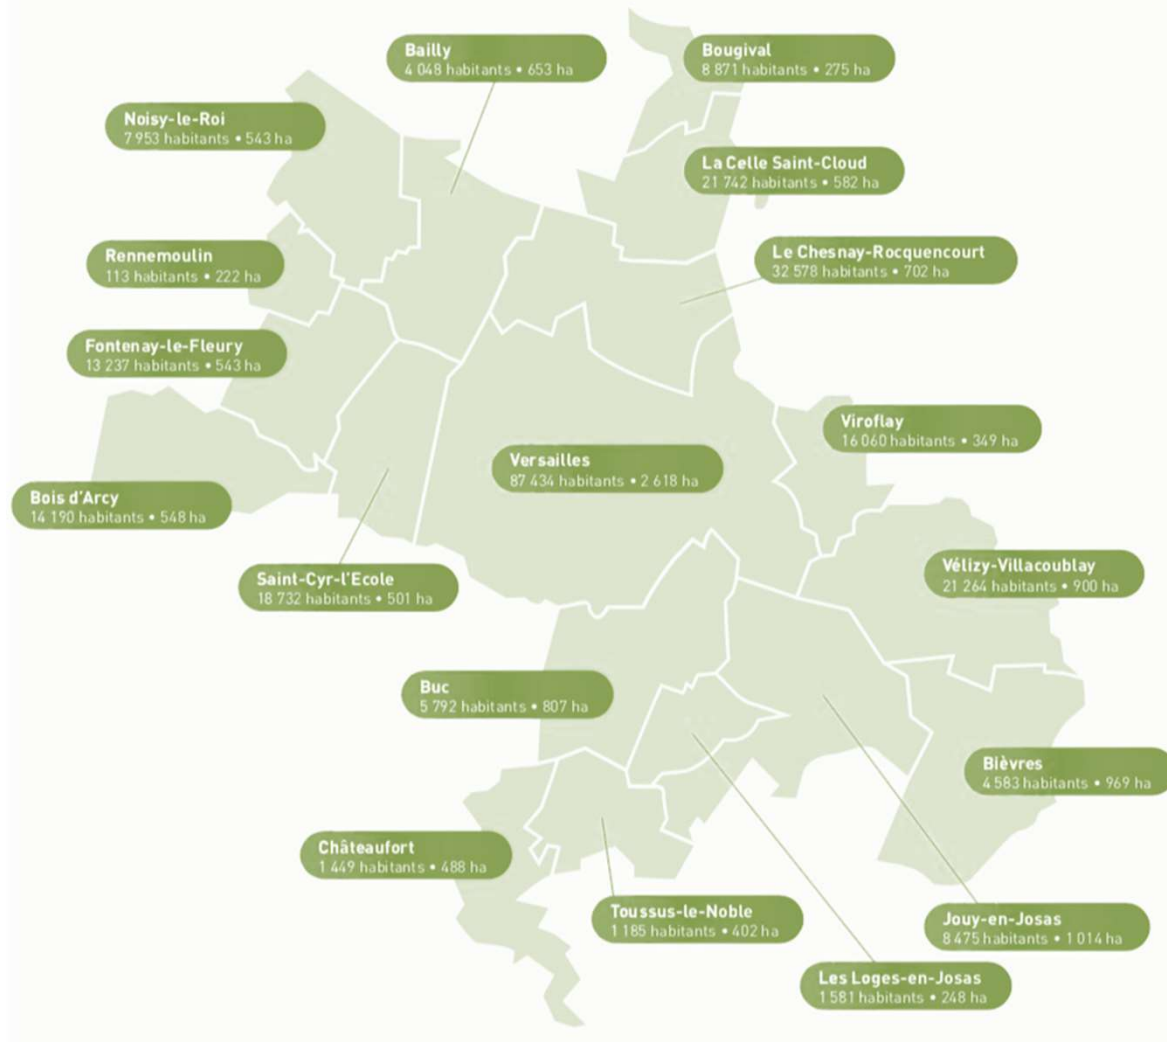 Bailly
4 048 habitants • 653 ha
Bougival
8 871 habitants • 275 ha
Noisy-le-Roi
7 953 habitants • 543 ha
La Celle Saint-Cloud
21 742 habitants • 582 ha
Rennemoulin
113 habitants • 222 ha
Le Chesnay-Rocquencourt
32 578 habitants • 702 ha
Fontenay-le-Fleury
13 237 habitants • 543 ha
Viroflay
16 060 habitants • 349 ha
Versailles
87 434 habitants • 2 618 ha
Bois d'Arcy
14 190 habitants • 548 ha
Vélizy-Villacoublay
21 264 habitants • 900 ha
Saint-Cyr-l'Ecole
18 732 habitants • 501 ha
Buc
5 792 habitants • 807 ha
Bièvres
4 583 habitants • 969 ha
Châteaufort
1 449 habitants • 488 ha
Toussus-le-Noble
1 185 habitants • 402 ha
Jouy-en-Josas
8 475 habitants • 1 014 ha
Les Loges-en-Josas
1 581 habitants • 248 ha